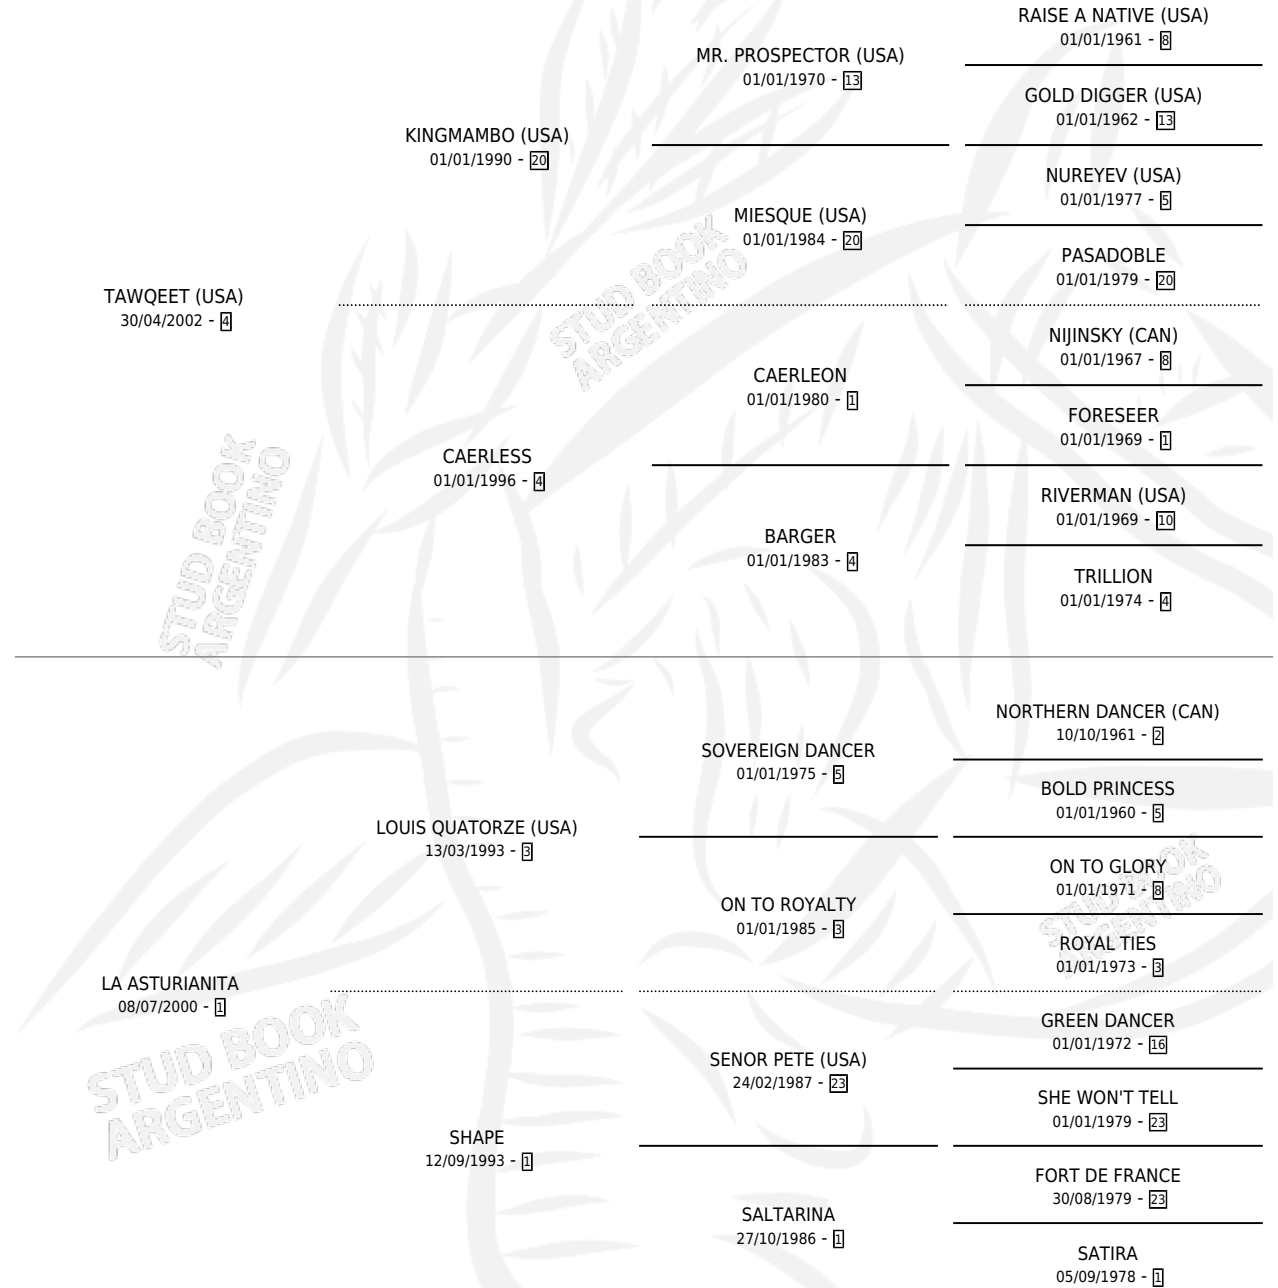 RAISE A NATIVE (USA)
01/01/1961 - 8
MR. PROSPECTOR (USA)
01/01/1970 - 13
GOLD DIGGER (USA)
01/01/1962 - 13
KINGMAMBO (USA)
01/01/1990 - 20
NUREYEV (USA)
01/01/1977 - 5
MIESQUE (USA)
01/01/1984 - 20
PASADOBLE
01/01/1979 - 20
TAWQEET (USA)
30/04/2002 - 4
NIJINSKY (CAN)
01/01/1967 - 8
CAERLEON
01/01/1980 - 1
FORESEER
01/01/1969 - 1
CAERLESS
01/01/1996 - 4
RIVERMAN (USA)
01/01/1969 - 10
BARGER
01/01/1983 - 4
TRILLION
01/01/1974 - 4
NORTHERN DANCER (CAN)
10/10/1961 - 2
SOVEREIGN DANCER
01/01/1975 - 5
BOLD PRINCESS
01/01/1960 - 5
LOUIS QUATORZE (USA)
13/03/1993 - 3
ON TO GLORY
01/01/1971 - 8
ON TO ROYALTY
01/01/1985 - 3
ROYAL TIES
01/01/1973 - 3
LA ASTURIANITA
08/07/2000 - 1
GREEN DANCER
01/01/1972 - 16
SENOR PETE (USA)
24/02/1987 - 23
SHE WON'T TELL
01/01/1979 - 23
SHAPE
12/09/1993 - 1
FORT DE FRANCE
30/08/1979 - 23
SALTARINA
27/10/1986 - 1
SATIRA
05/09/1978 - 1
STUD BOOK
ARGENTINO
STUD BOOK
ARGENTINO
STUD BOOK
ARGENTINO
STUD BOOK
ARGENTINO